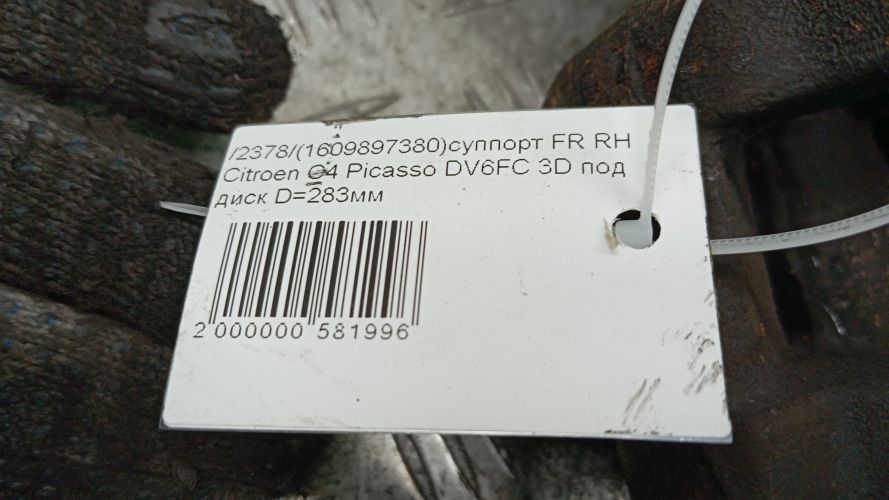 /2378/(1609897380)суппорт FR RH
Citroen C4 Picasso DV6FC 3D под
диск D=283мм
2 000000 581996